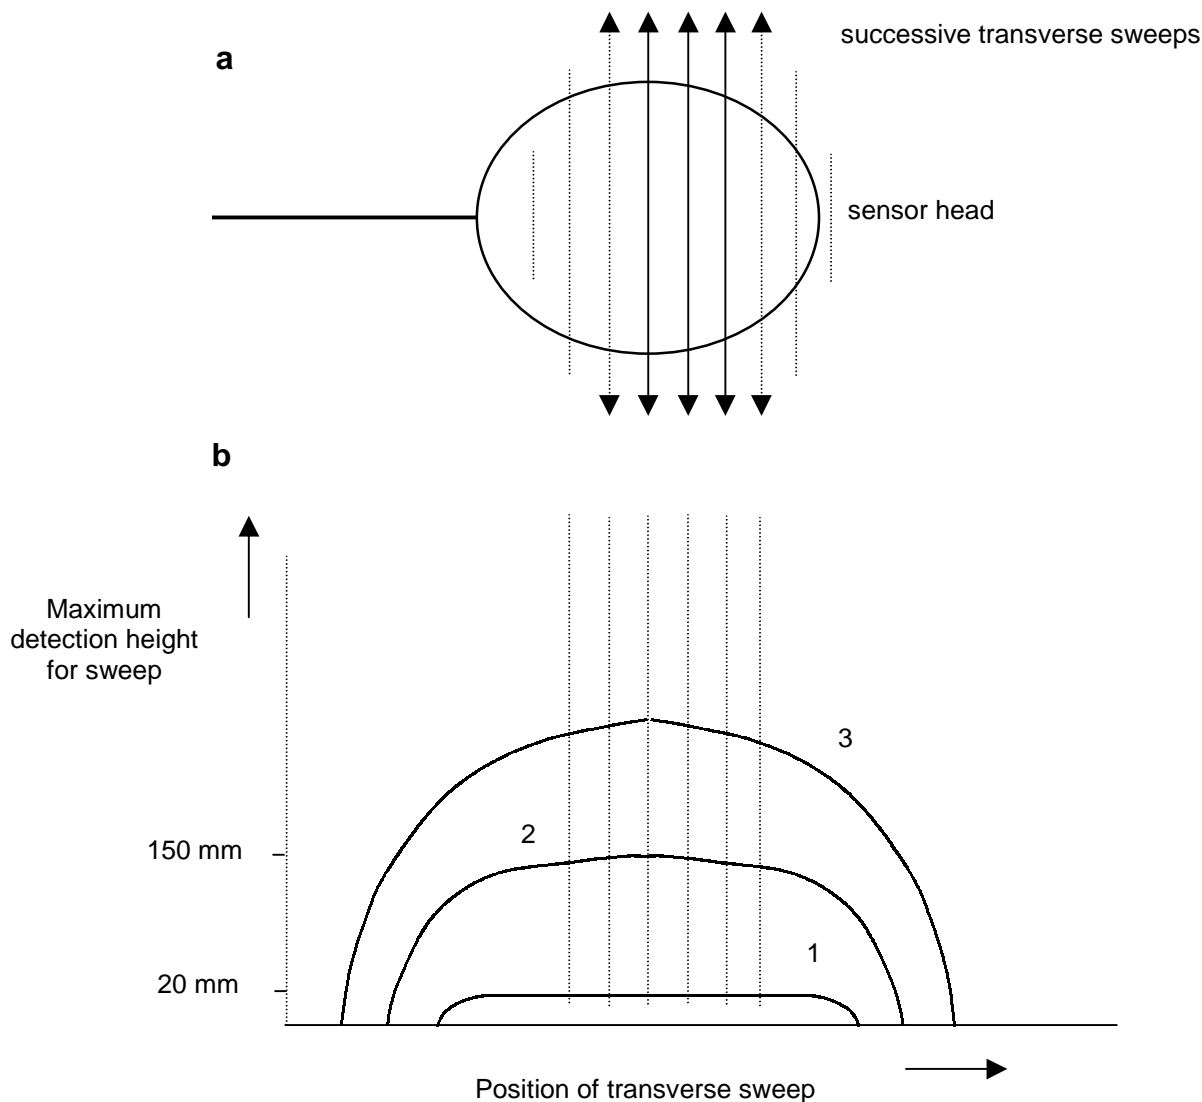 successive transverse sweeps
a
sensor head
b
Maximum
detection height
for sweep
3
2
150 mm
1
20 mm
Position of transverse sweep